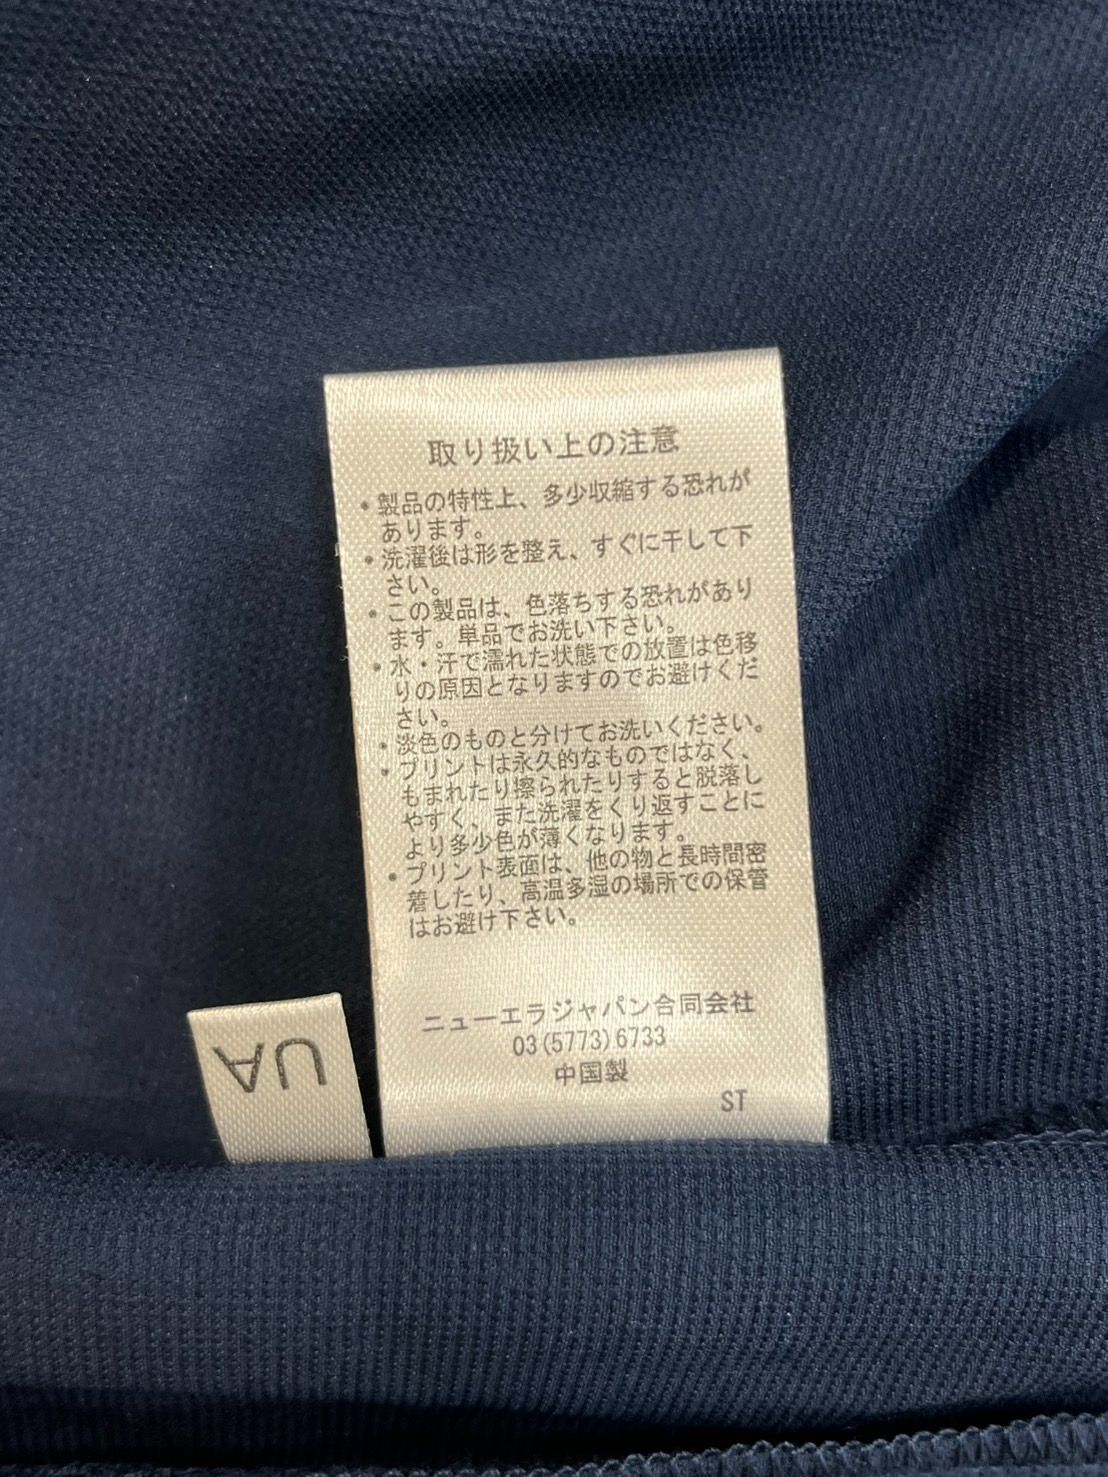 取り扱い上の注意
・製品の特性上、多少収縮する恐れが
あります。
・洗濯後は形を整え、すぐに干して下
さい。
・この製品は、色落ちする恐れがあり
ます。単品でお洗い下さい。
・水・汗で濡れた状態での放置は色移
りの原因となりますのでお避けくだ
さい。
・淡色のものと分けてお洗いください。
・プリントは永久的なものではなく、
もまれたり擦られたりすると脱落し
やすく、また洗濯をくり返すことに
より多少色が薄くなります。
・プリント表面は、他の物と長時間密
着したり、高温多湿の場所での保管
はお避け下さい。
ニューエラジャパン合同会社
03(5773)6733
中国製
ST
UA